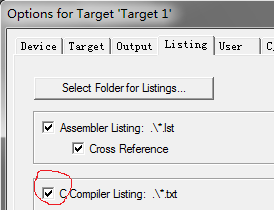 Options for Target 'Target 1'
Device Target Output Listing User C/
Select Folder for Listings...
Assembler Listing: .\*.lst
Cross Reference
C Compiler Listing: .\*.txt